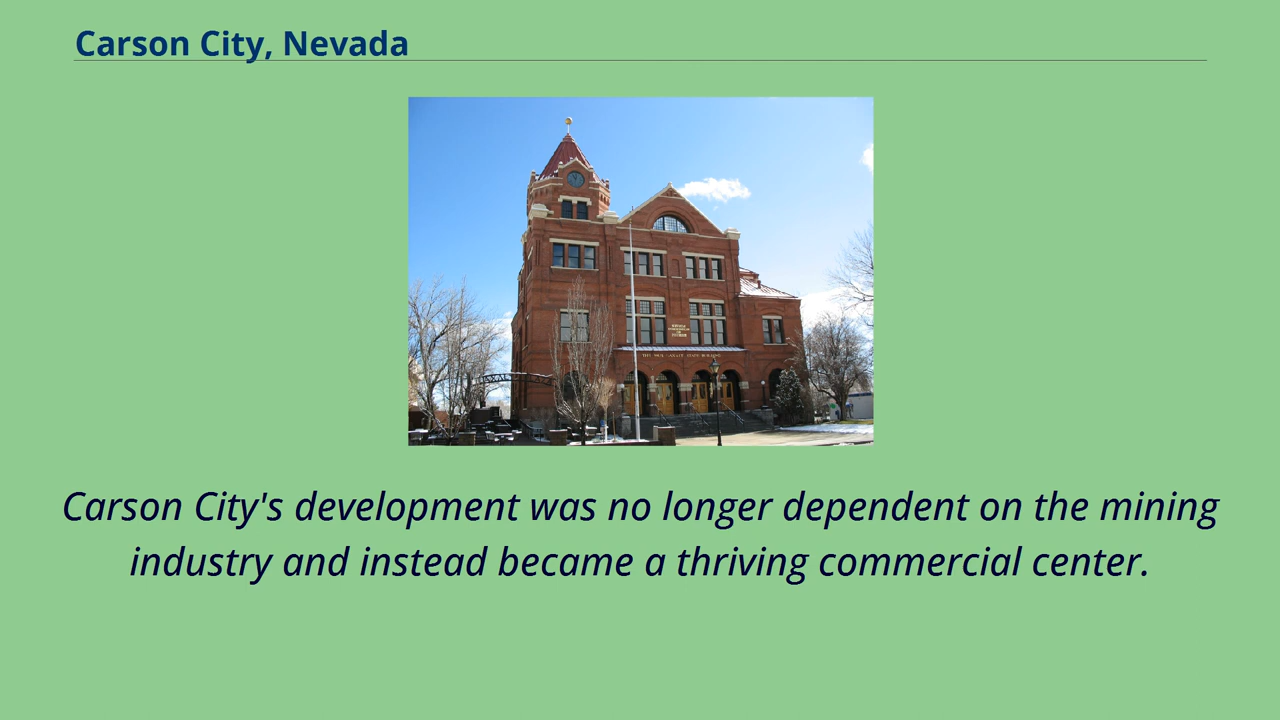 Carson City, Nevada
Carson City's development was no longer dependent on the mining
industry and instead became a thriving commercial center.